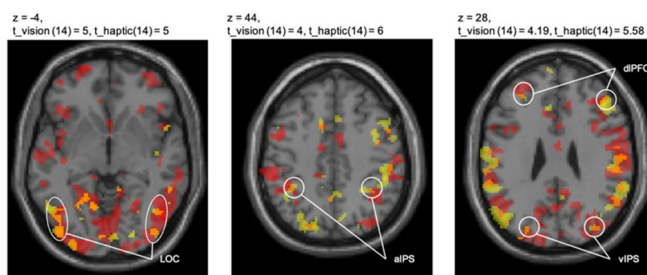 z = -4,
t_vision (14) = 5, t_haptic(14) = 5
z = 44,
t_vision(14) = 4, t_haptic(14) = 6
z = 28,
t_vision(14) = 4.19, t_haptic(14) = 5.58
dlPFC
LOC
aIPS
vIPS